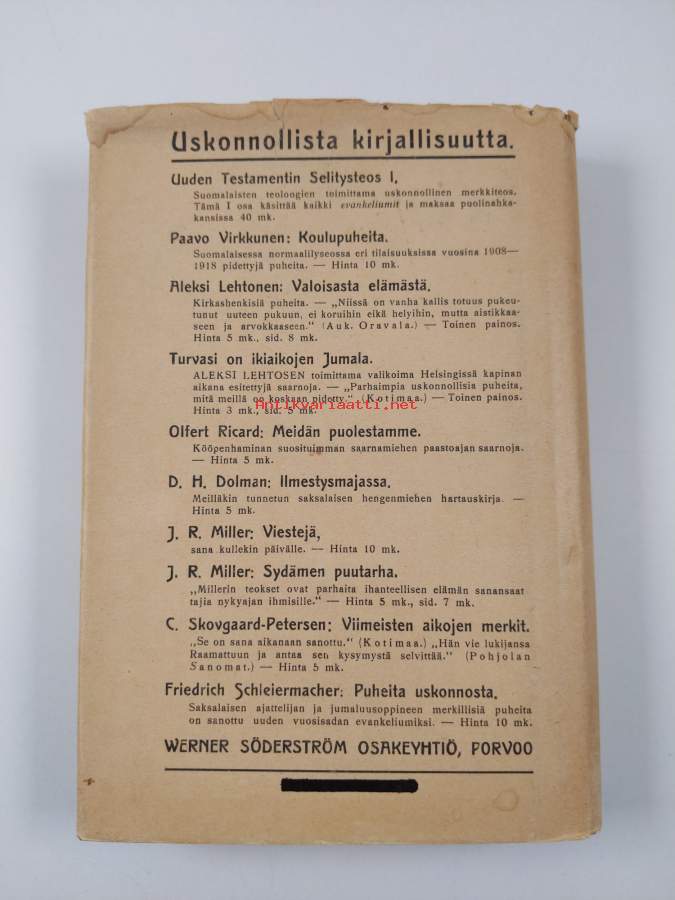 Uskonnollista kirjallisuutta.
Uuden Testamentin Selitysteos I,
Suomalaisten teoloogien toimittama uskonnollinen merkkiteos.
Tämä I osa käsittää kaikki evankeliumit ja maksaa puolinahka-
kansissa 40 mk.
Paavo Virkkunen: Koulupuheita.
Suomalaisessa normaalilyseossa eri tilaisuuksissa vuosina 1908—
1918 pidettyjä puheita. — Hinta 10 mk.
Aleksi Lehtonen: Valoisasta elämästä.
Kirkashenkisiä puheita. — „Niissä on vanha kallis totuus pukeu-
tunut uuteen pukuun, ei koruihin eikä helyihin, mutta aistikkaa-
seen ja arvokkaaseen.“ (Auk. Oravala.) — Toinen painos.
Hinta 5 mk., sid. 8 mk.
Turvasi on ikiaikojen Jumala.
ALEKSI LEHTOSEN toimittama valikoima Helsingissä kapinan
aikana esitettyjä saarnoja. — „Parhaimpia uskonnollisia puheita,
mitä meillä on koskaan pidetty.“ (Kotimaa.) — Toinen painos.
Hinta 3 mk., sid. 5 mk.
Antikvariaatti.net
Olfert Ricard: Meidän puolestamme.
Kööpenhaminan suosituimman saarnamiehen paastoajan saarnoja.
— Hinta 5 mk.
D. H. Dolman: Ilmestysmajassa.
Meilläkin tunnetun saksalaisen hengenmiehen hartauskirja. —
Hinta 5 mk.
J. R. Miller: Viestejä,
sana kullekin päivälle. — Hinta 10 mk.
J. R. Miller: Sydämen puutarha.
„Millerin teokset ovat parhaita ihanteellisen elämän sanansaat
tajia nykyajan ihmisille.“ — Hinta 5 mk., sid. 7 mk.
C. Skovgaard-Petersen: Viimeisten aikojen merkit.
„Se on sana aikanaan sanottu.“ (Kotimaa.) „Hän vie lukijansa
Raamattuun ja antaa sen kysymystä selvittää.“ (Pohjolan
Sanomat.) — Hinta 5 mk.
Friedrich Schleiermacher: Puheita uskonnosta.
Saksalaisen ajattelijan ja jumaluusoppineen merkillisiä puheita
on sanottu uuden vuosisadan evankeliumiksi. — Hinta 10 mk.
WERNER SÖDERSTRÖM OSAKEYHTIÖ, PORVOO